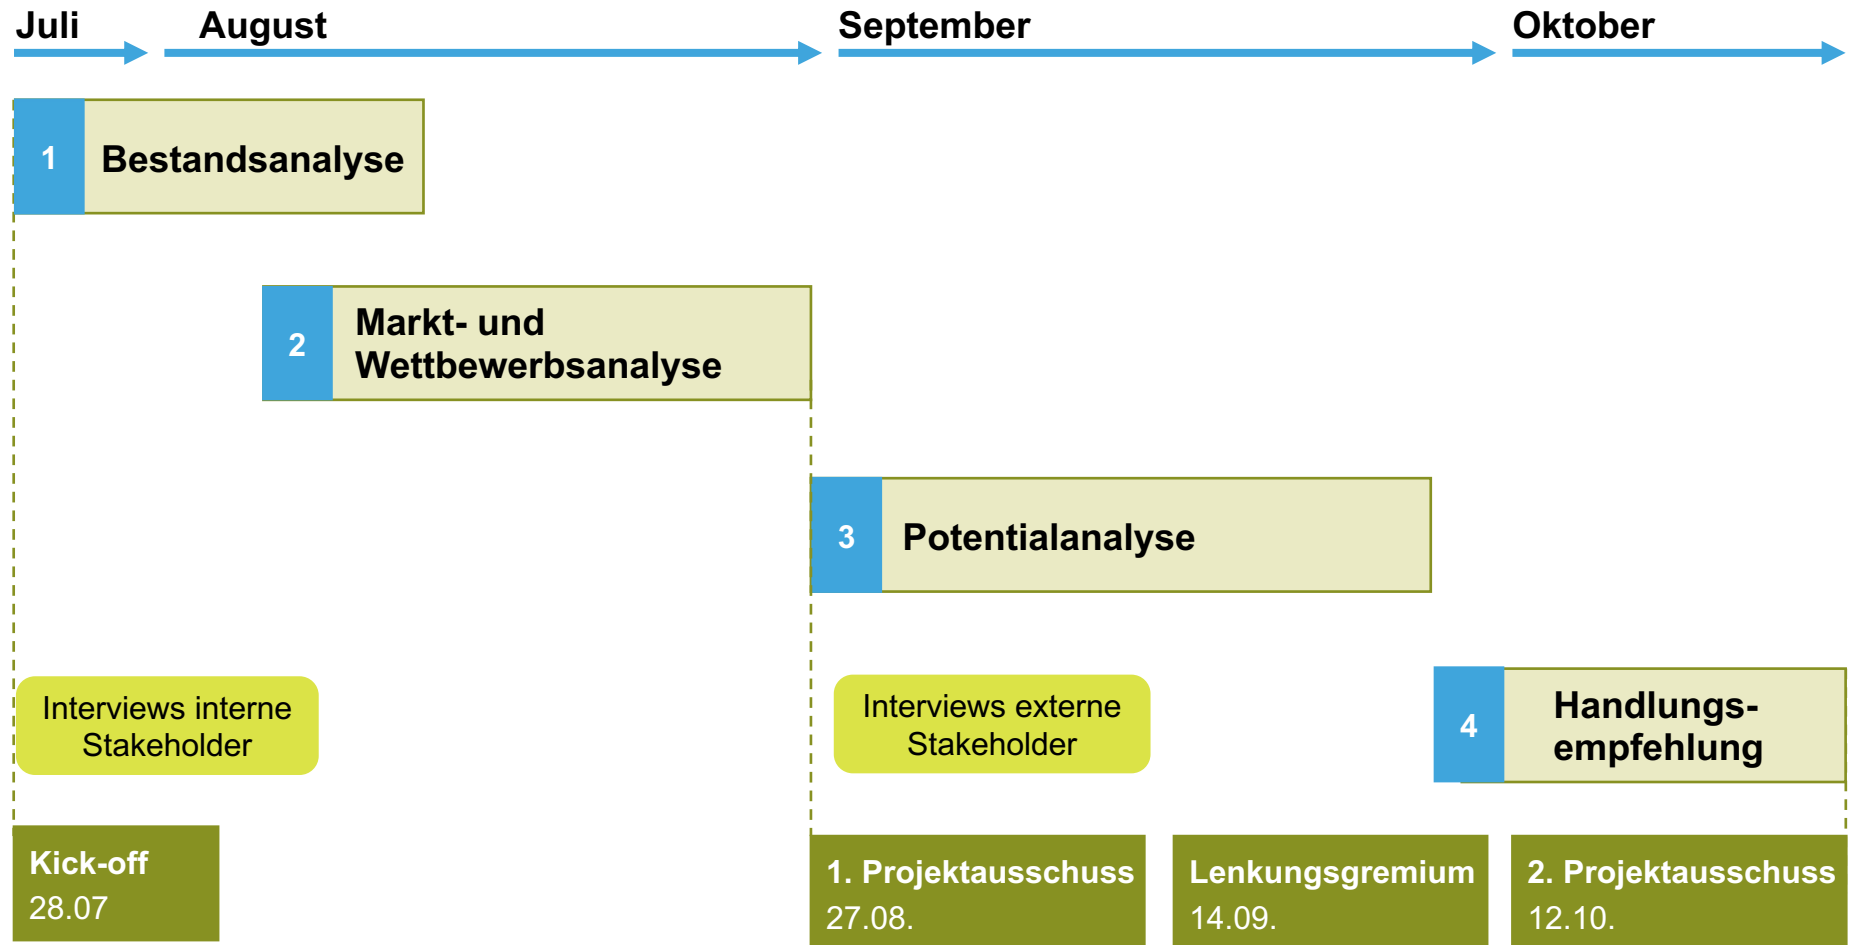 Juli
August
September
Oktober
1
Bestandsanalyse
2
Markt- und
Wettbewerbsanalyse
3
Potentialanalyse
Interviews interne
Stakeholder
Interviews externe
Stakeholder
4
Handlungs-
empfehlung
Kick-off
28.07
1. Projektausschuss
27.08.
Lenkungsgremium
14.09.
2. Projektausschuss
12.10.